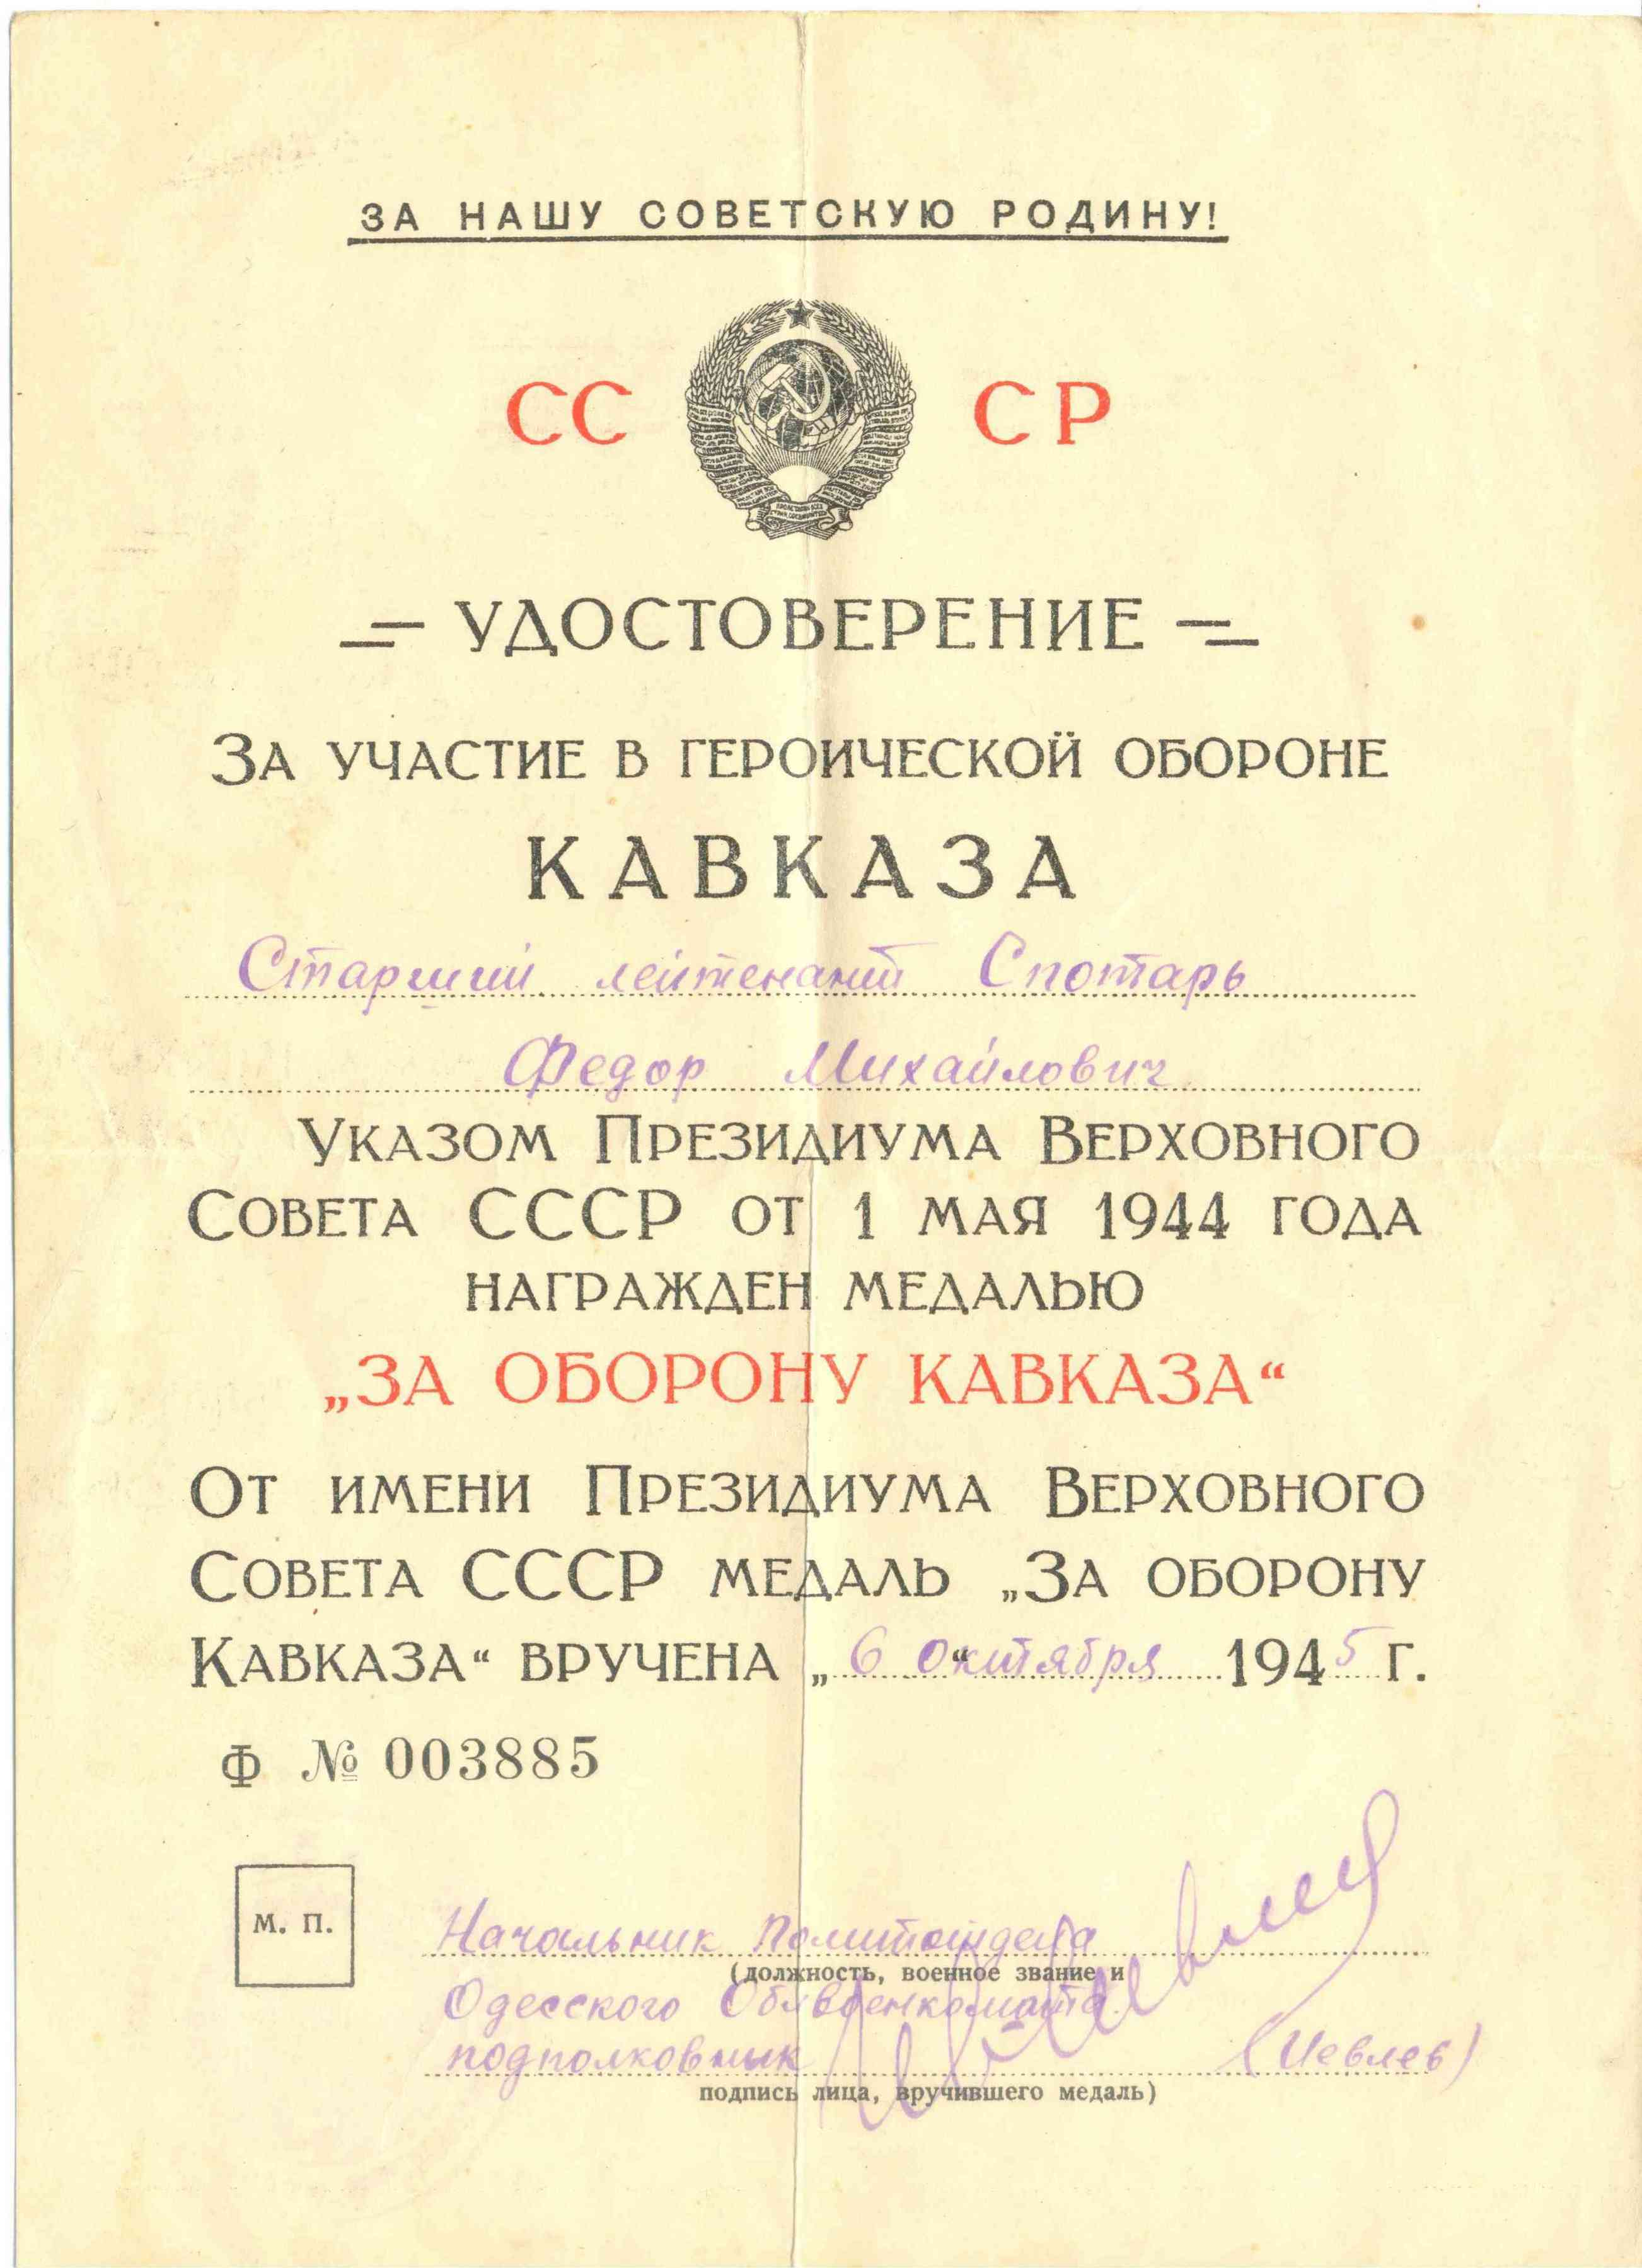 ЗА НАШУ СОВЕТСКУЮ РОДИНУ!
СС СР
УДОСТОВЕРЕНИЕ
ЗА УЧАСТИЕ В ГЕРОИЧЕСКОЙ ОБОРОНЕ
КАВКАЗА
Старший лейтенант Спотарь
Федор Михайлович
УКАЗОМ ПРЕЗИДИУМА ВЕРХОВНОГО
СОВЕТА СССР ОТ 1 МАЯ 1944 ГОДА
НАГРАЖДЕН МЕДАЛЬЮ
„ЗА ОБОРОНУ КАВКАЗА“
ОТ ИМЕНИ ПРЕЗИДИУМА ВЕРХОВНОГО
СОВЕТА СССР МЕДАЛЬ „ЗА ОБОРОНУ
КАВКАЗА“ ВРУЧЕНА „6“ октября 1945 Г.
Ф № 003885
М. П.
Начальник Политотдела
(должность, военное звание и
Одесского Облвоенкомата
подполковник (Иевлев)
подпись лица, вручившего медаль)